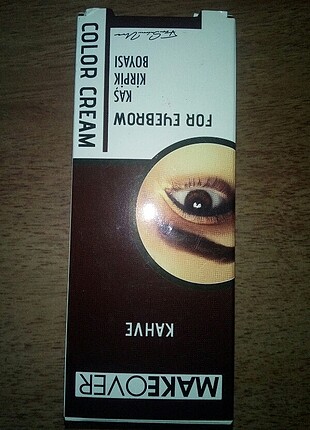 MAKEOVER
KAHVE
FOR EYEBROW
KAŞ
KİRPİK
BOYASI
COLOR CREAM